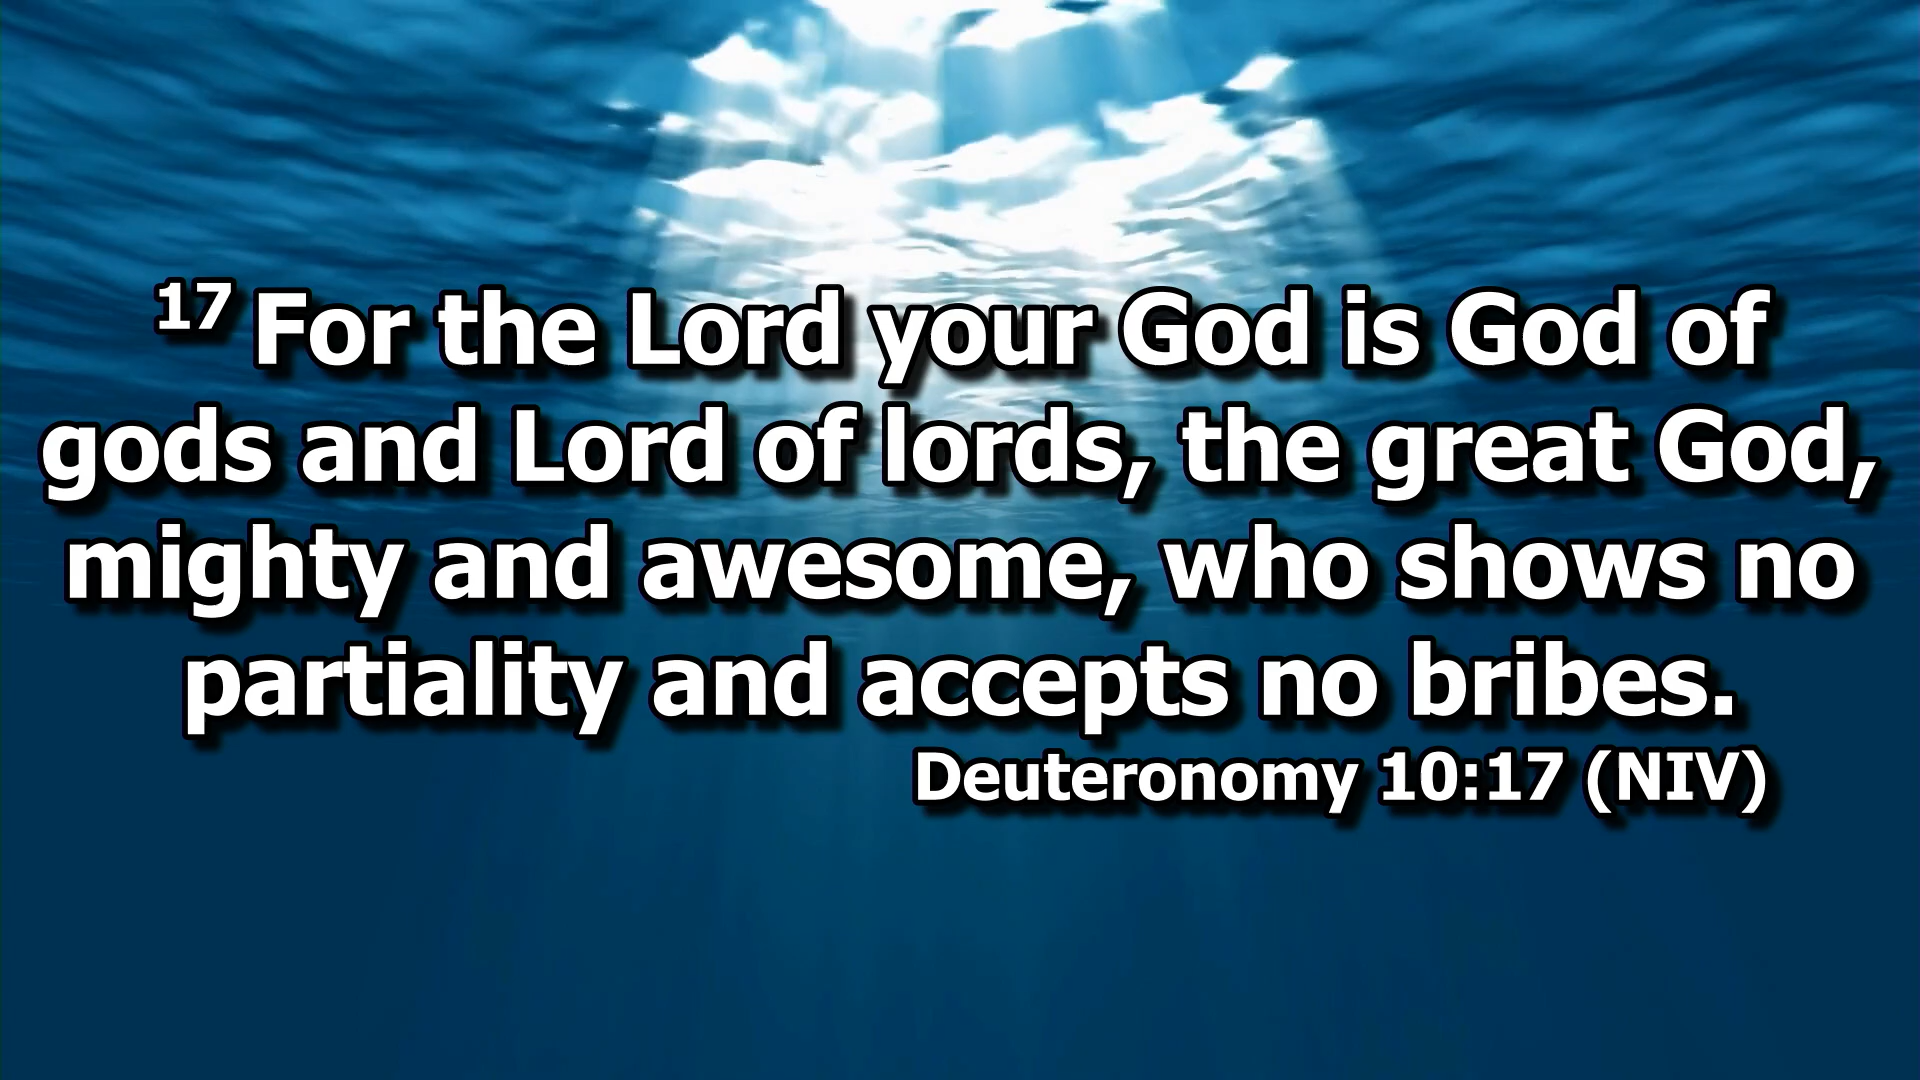 17 For the Lord your God is God of
gods and Lord of lords, the great God,
mighty and awesome, who shows no
partiality and accepts no bribes.
Deuteronomy 10:17 (NIV)